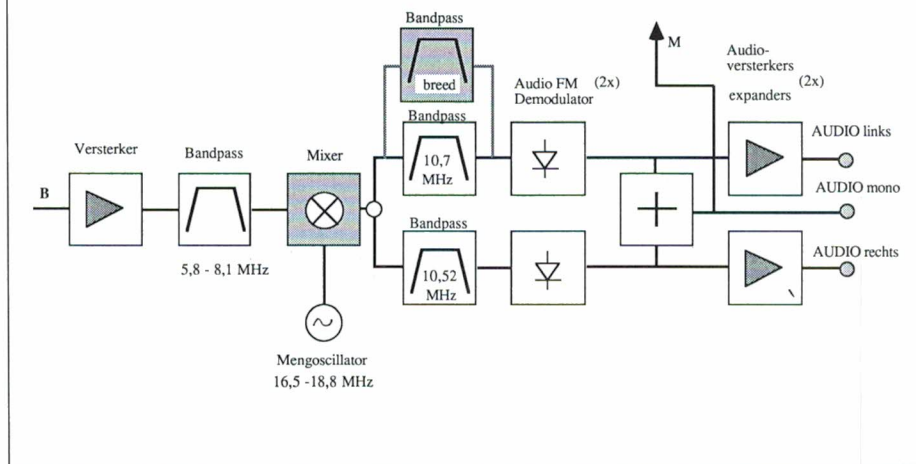 Bandpass
M
breed
Audio FM (2x)
Demodulator
Audio-
versterkers
(2x)
expanders
Versterker
Bandpass
Mixer
Bandpass
10,7
MHz
AUDIO links
B
AUDIO mono
Bandpass
10,52
MHz
AUDIO rechts
5,8 - 8,1 MHz
Mengoscillator
16,5 -18,8 MHz